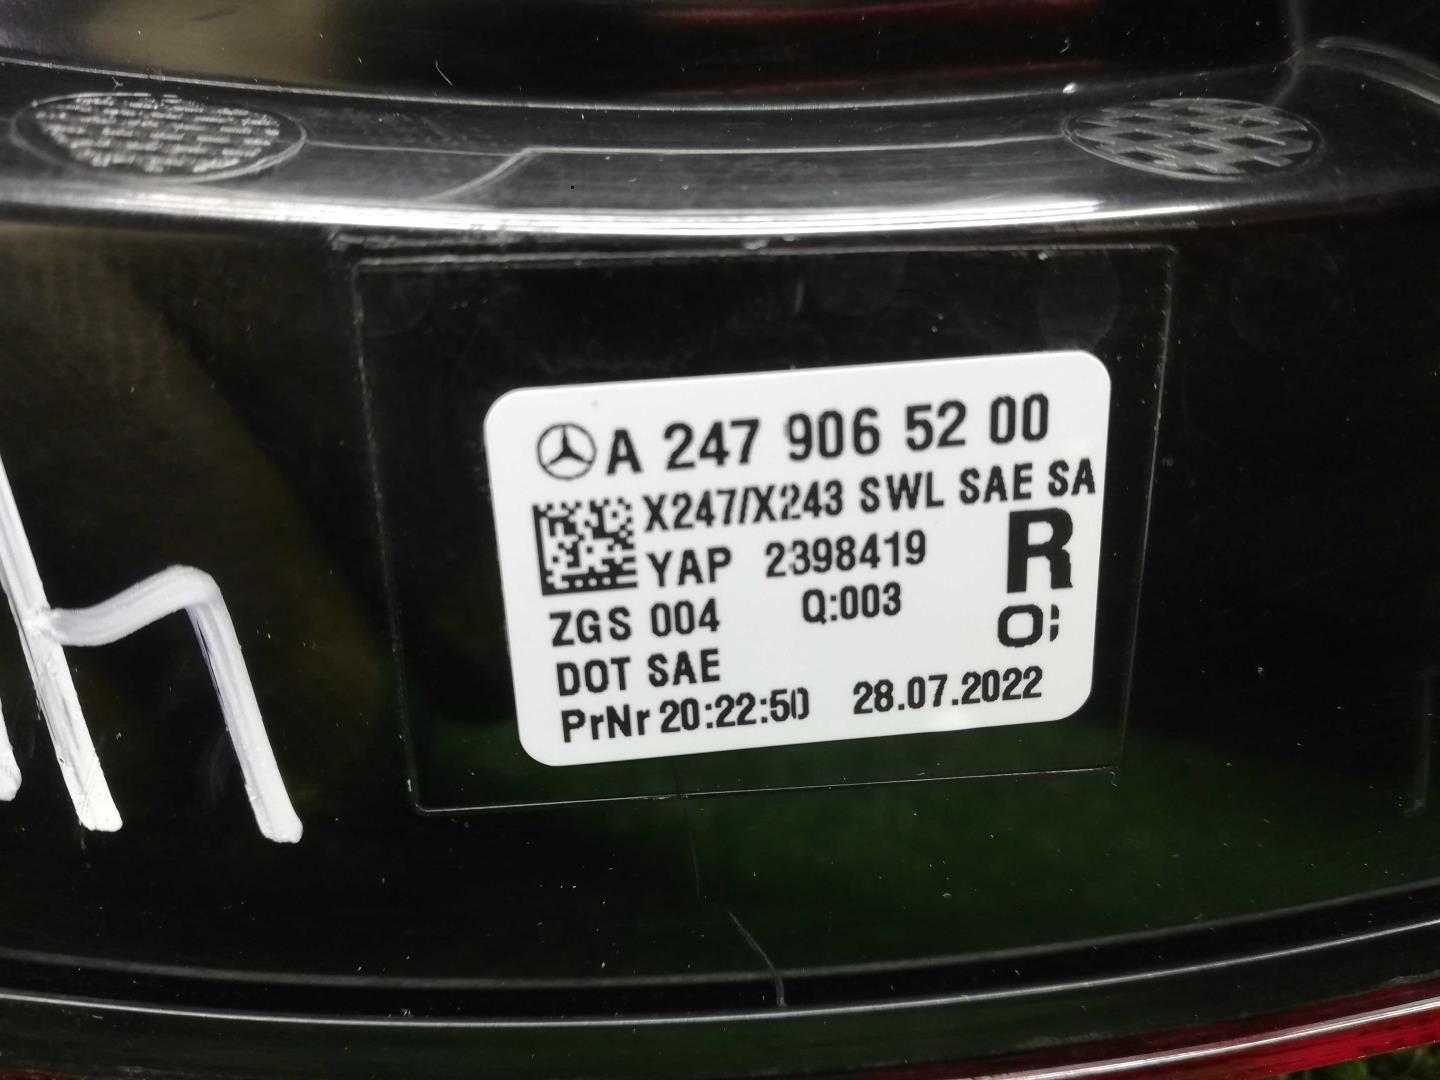 A 247 906 52 00
X247/X243 SWL SAE SA
YAP 2398419 R
ZGS 004 Q:003
DOT SAE
PrNr 20:22:50 28.07.2022
h